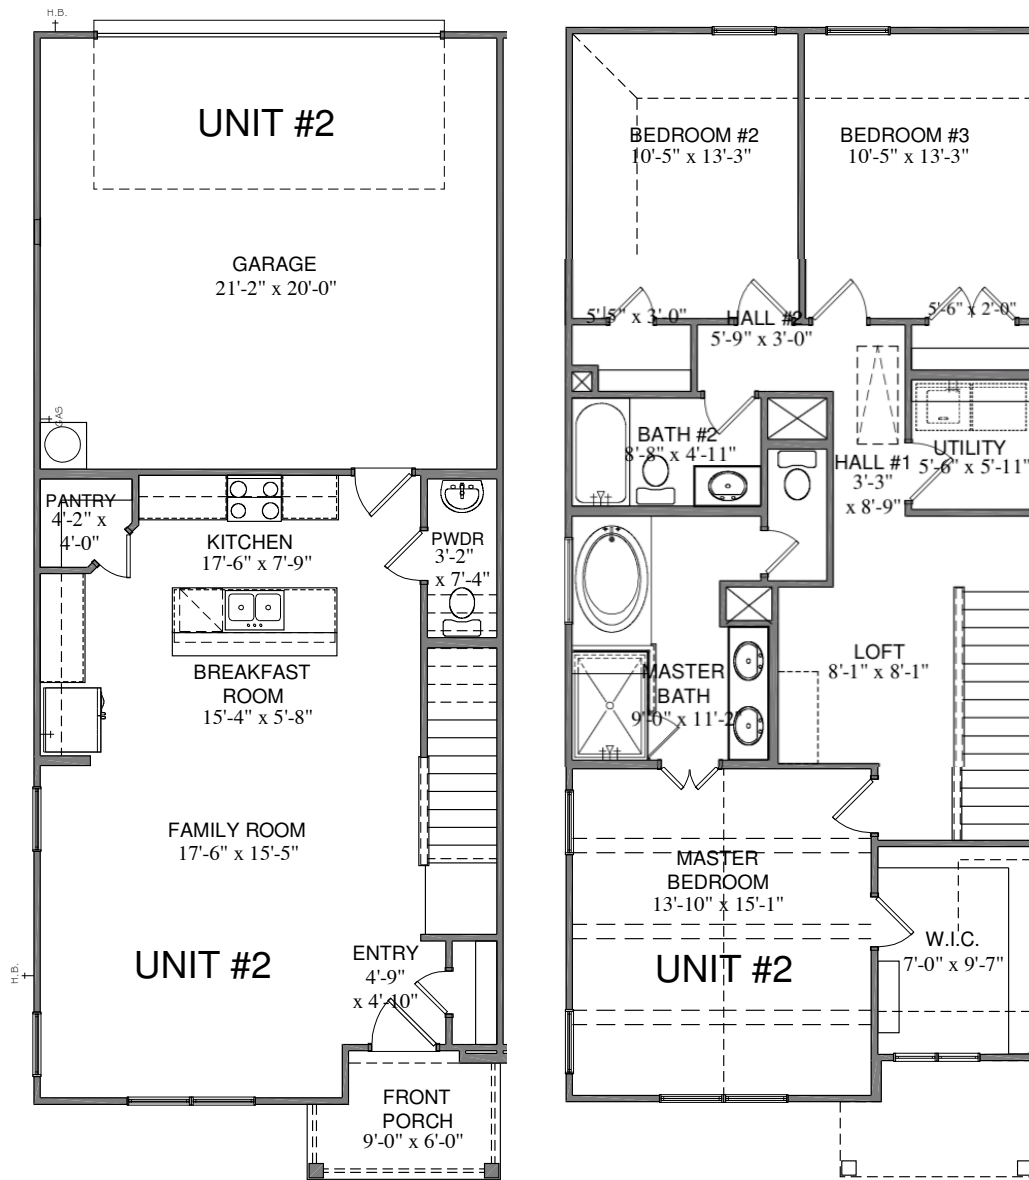 H.B.
UNIT #2
GARAGE
21'-2" x 20'-0"
GAS
PANTRY
4'-2" x
4'-0"
KITCHEN
17'-6" x 7'-9"
PWDR
3'-2"
x 7'-4"
BREAKFAST
ROOM
15'-4" x 5'-8"
FAMILY ROOM
17'-6" x 15'-5"
UNIT #2
H.B.
ENTRY
4'-9"
x 4'-10"
FRONT
PORCH
9'-0" x 6'-0"
BEDROOM #2
10'-5" x 13'-3"
BEDROOM #3
10'-5" x 13'-3"
5'-5" x 3'-0"
HALL #2
5'-9" x 3'-0"
5'-6" x 2'-0"
BATH #2
8'-8" x 4'-11"
HALL #1
3'-3"
x 8'-9"
UTILITY
5'-6" x 5'-11"
LOFT
8'-1" x 8'-1"
MASTER
BATH
9'-0" x 11'-2"
MASTER
BEDROOM
13'-10" x 15'-1"
UNIT #2
W.I.C.
7'-0" x 9'-7"